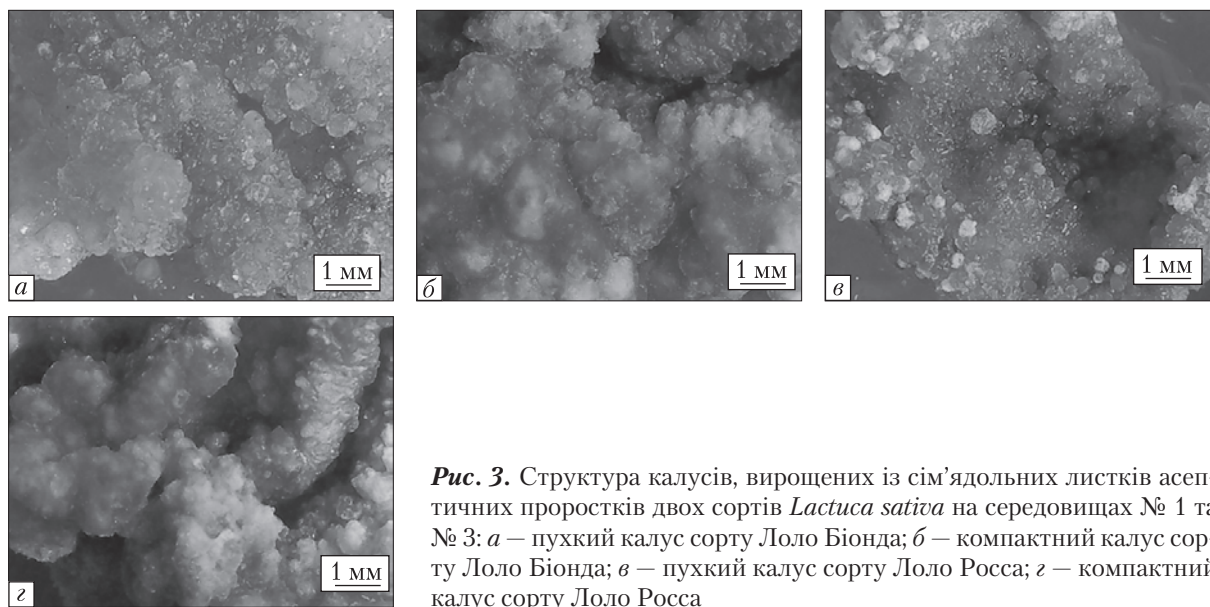 1 мм
а
1 мм
б
1 мм
в
1 мм
г
Рис. 3. Структура калусів, вирощених із сім’ядольних листків асеп-
тичних проростків двох сортів Lactuca sativa на середовищах № 1 та
№ 3: а — пухкий калус сорту Лоло Біонда; б — компактний калус сор-
ту Лоло Біонда; в — пухкий калус сорту Лоло Росса; г — компактний
калус сорту Лоло Росса